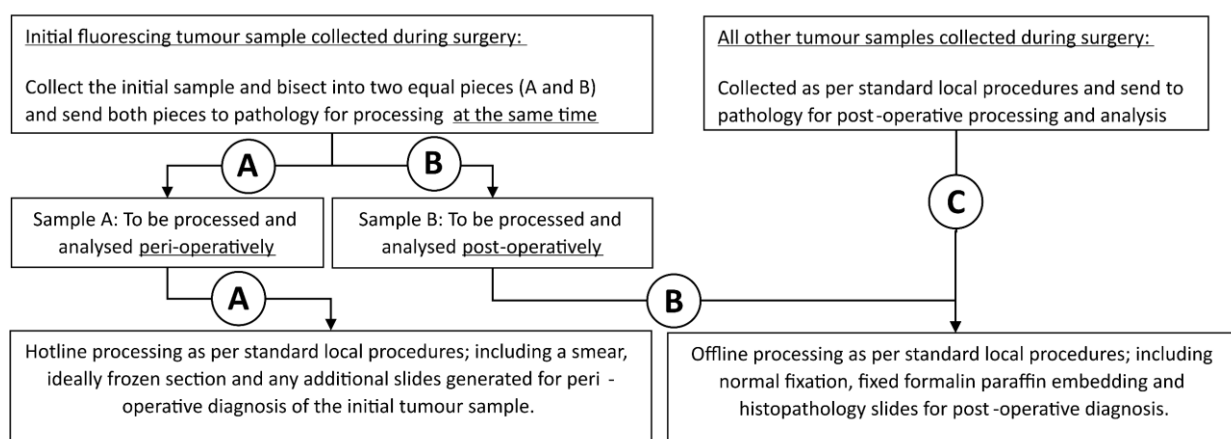 Initial fluorescing tumour sample collected during surgery:
Collect the initial sample and bisect into two equal pieces (A and B)
and send both pieces to pathology for processing at the same time
All other tumour samples collected during surgery:
Collected as per standard local procedures and send to
pathology for post-operative processing and analysis
A
B
C
Sample A: To be processed and
analysed peri-operatively
Sample B: To be processed and
analysed post-operatively
A
B
Hotline processing as per standard local procedures; including a smear,
ideally frozen section and any additional slides generated for peri -
operative diagnosis of the initial tumour sample.
Offline processing as per standard local procedures; including
normal fixation, fixed formalin paraffin embedding and
histopathology slides for post -operative diagnosis.